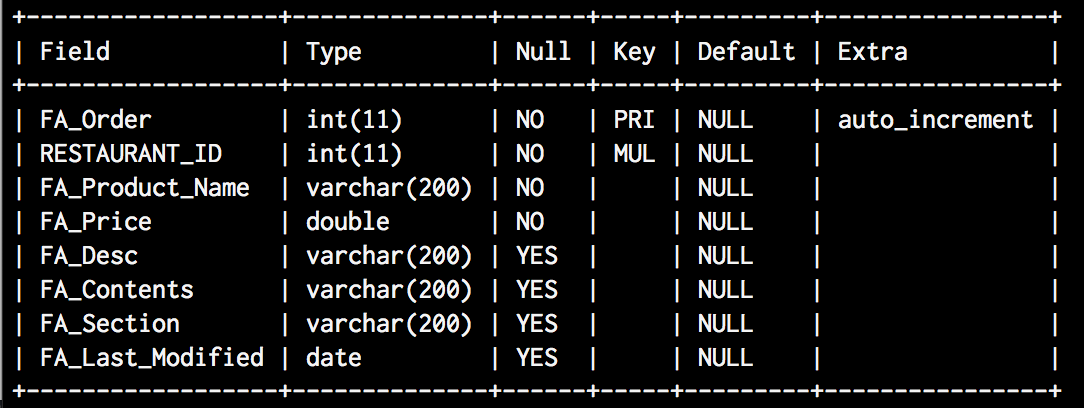 +-----------------+--------------+------+-----+---------+----------------+
| Field           | Type         | Null | Key | Default | Extra          |
+-----------------+--------------+------+-----+---------+----------------+
| FA_Order        | int(11)      | NO   | PRI | NULL    | auto_increment |
| RESTAURANT_ID   | int(11)      | NO   | MUL | NULL    |                |
| FA_Product_Name | varchar(200) | NO   |     | NULL    |                |
| FA_Price        | double       | NO   |     | NULL    |                |
| FA_Desc         | varchar(200) | YES  |     | NULL    |                |
| FA_Contents     | varchar(200) | YES  |     | NULL    |                |
| FA_Section      | varchar(200) | YES  |     | NULL    |                |
| FA_Last_Modified | date         | YES  |     | NULL    |                |
+-----------------+--------------+------+-----+---------+----------------+